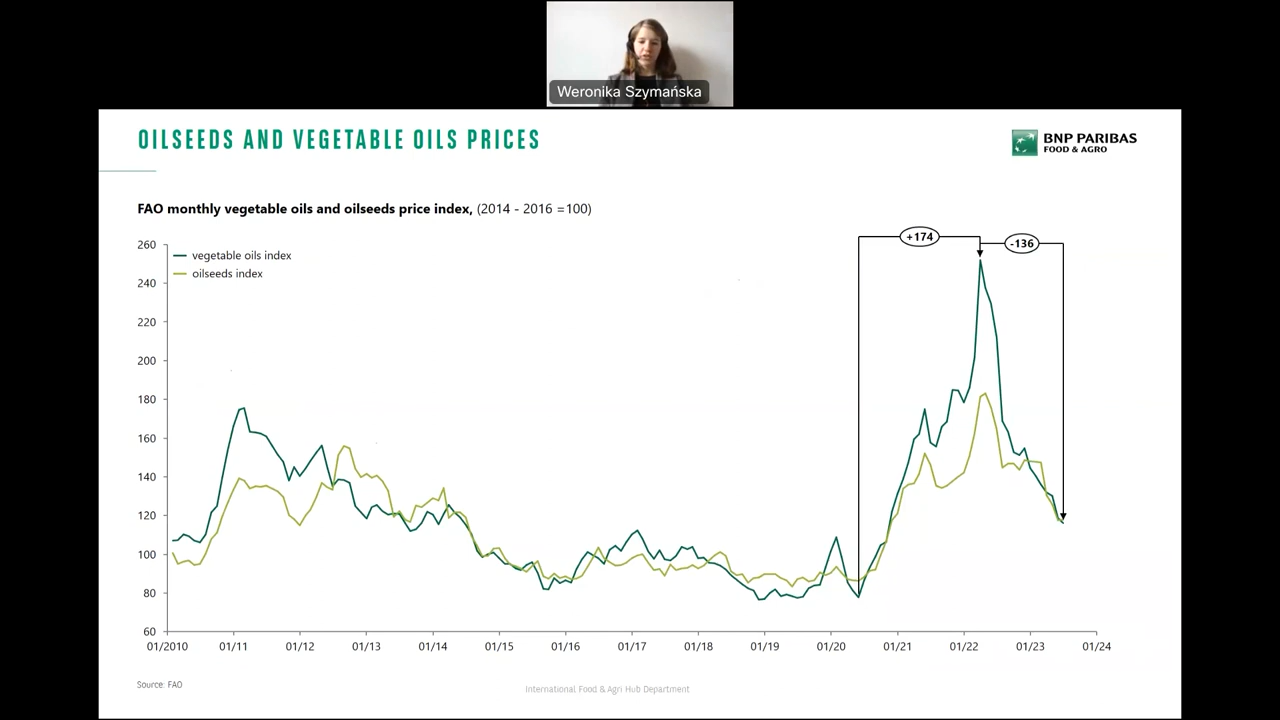 Weronika Szymańska
OILSEEDS AND VEGETABLE OILS PRICES
BNP PARIBAS
FOOD & AGRO
FAO monthly vegetable oils and oilseeds price index, (2014 - 2016 =100)
+174
-136
260
vegetable oils index
oilseeds index
240
220
200
180
160
140
120
100
80
60
01/2010 01/11 01/12 01/13 01/14 01/15 01/16 01/17 01/18 01/19 01/20 01/21 01/22 01/23 01/24
Source: FAO
International Food & Agri Hub Department